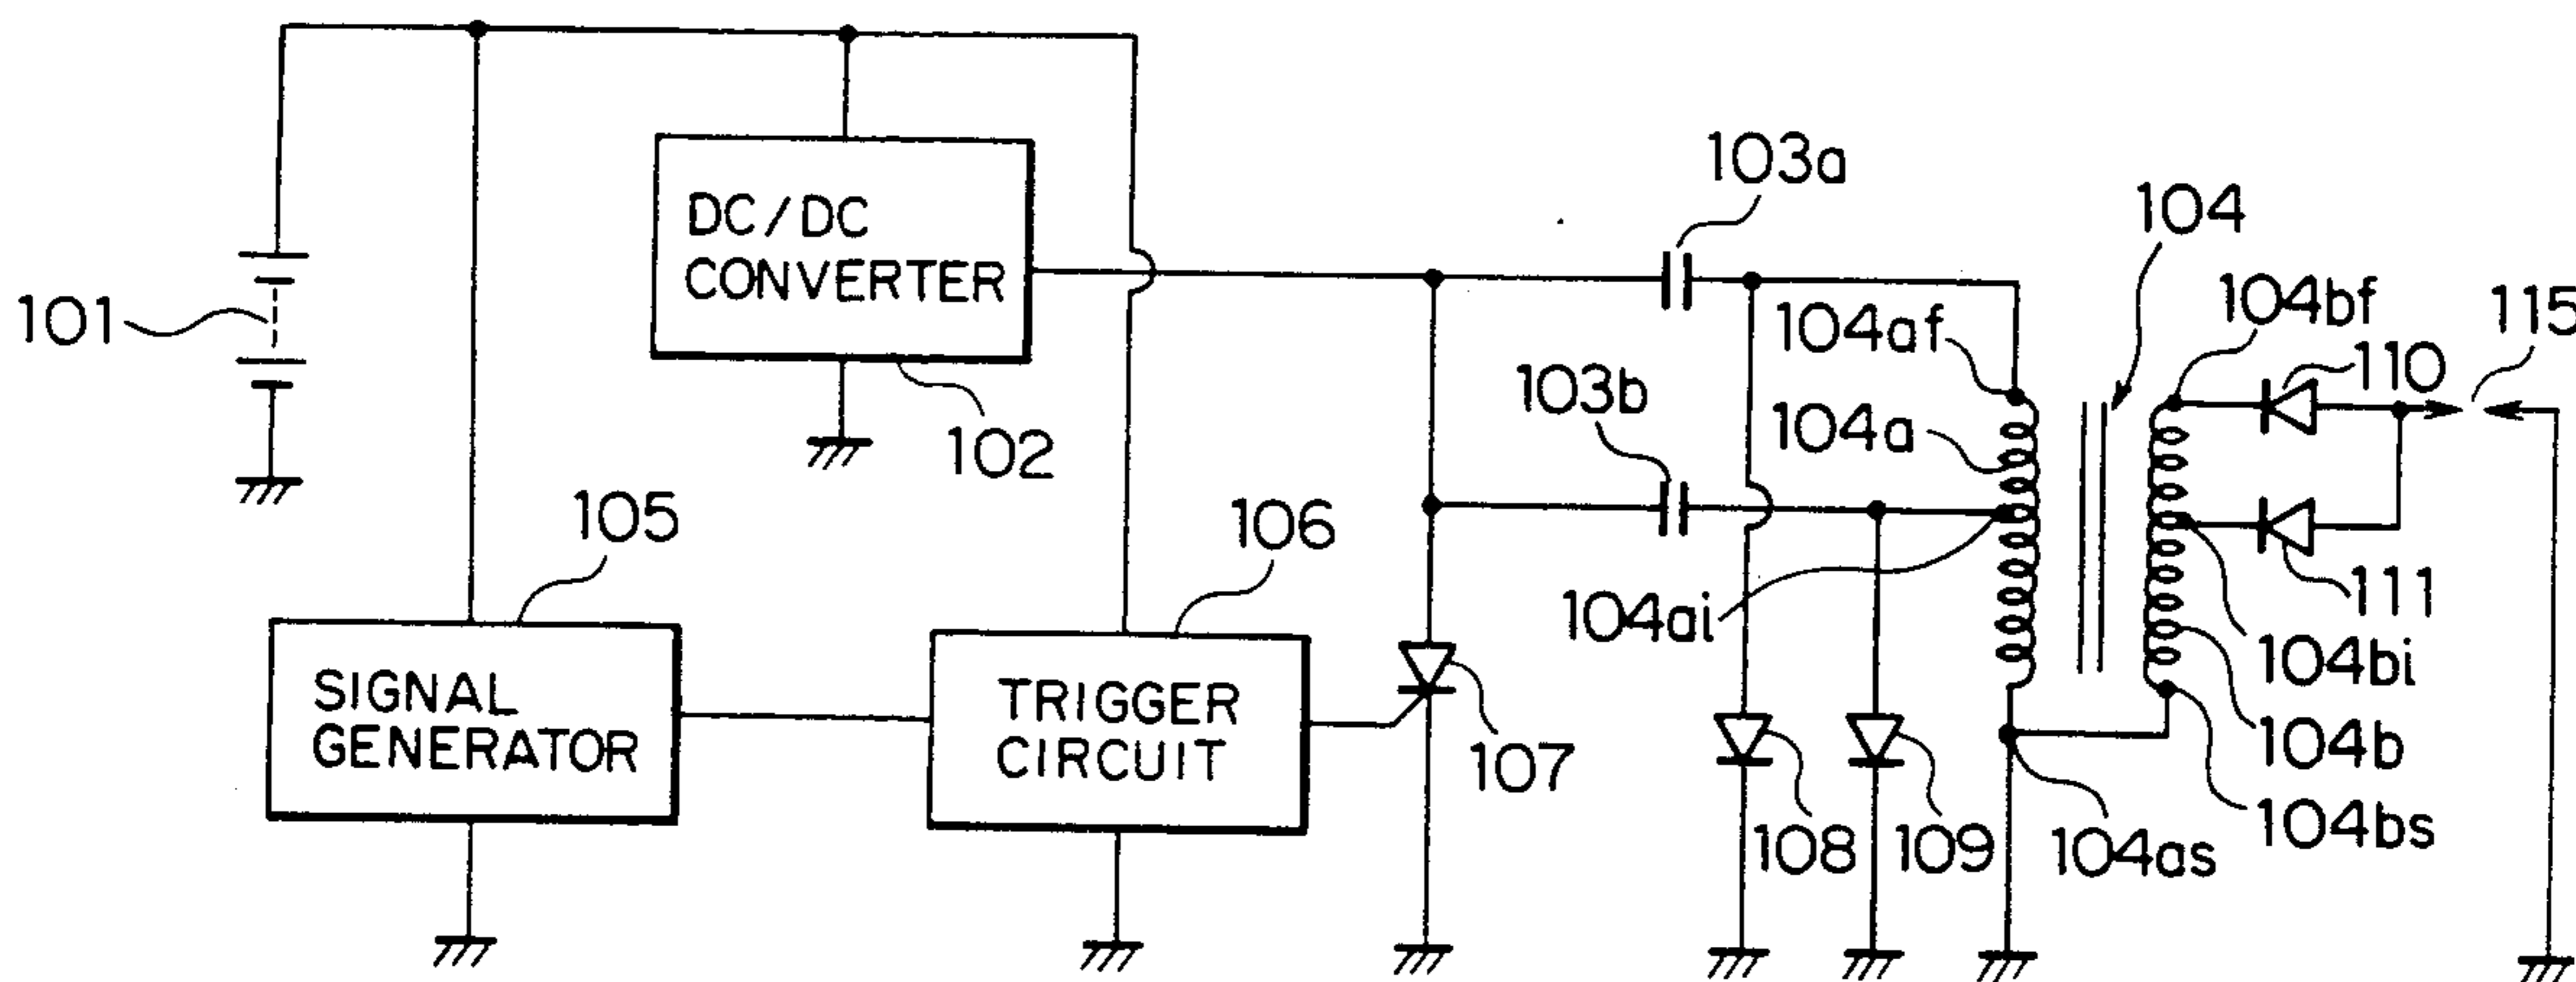 103a
104
DC/DC
CONVERTER
104bf
115
101
104af
110
103b
104a
102
105
106
111
104ai
104bi
SIGNAL
GENERATOR
TRIGGER
CIRCUIT
107
104b
108
109
104as
104bs